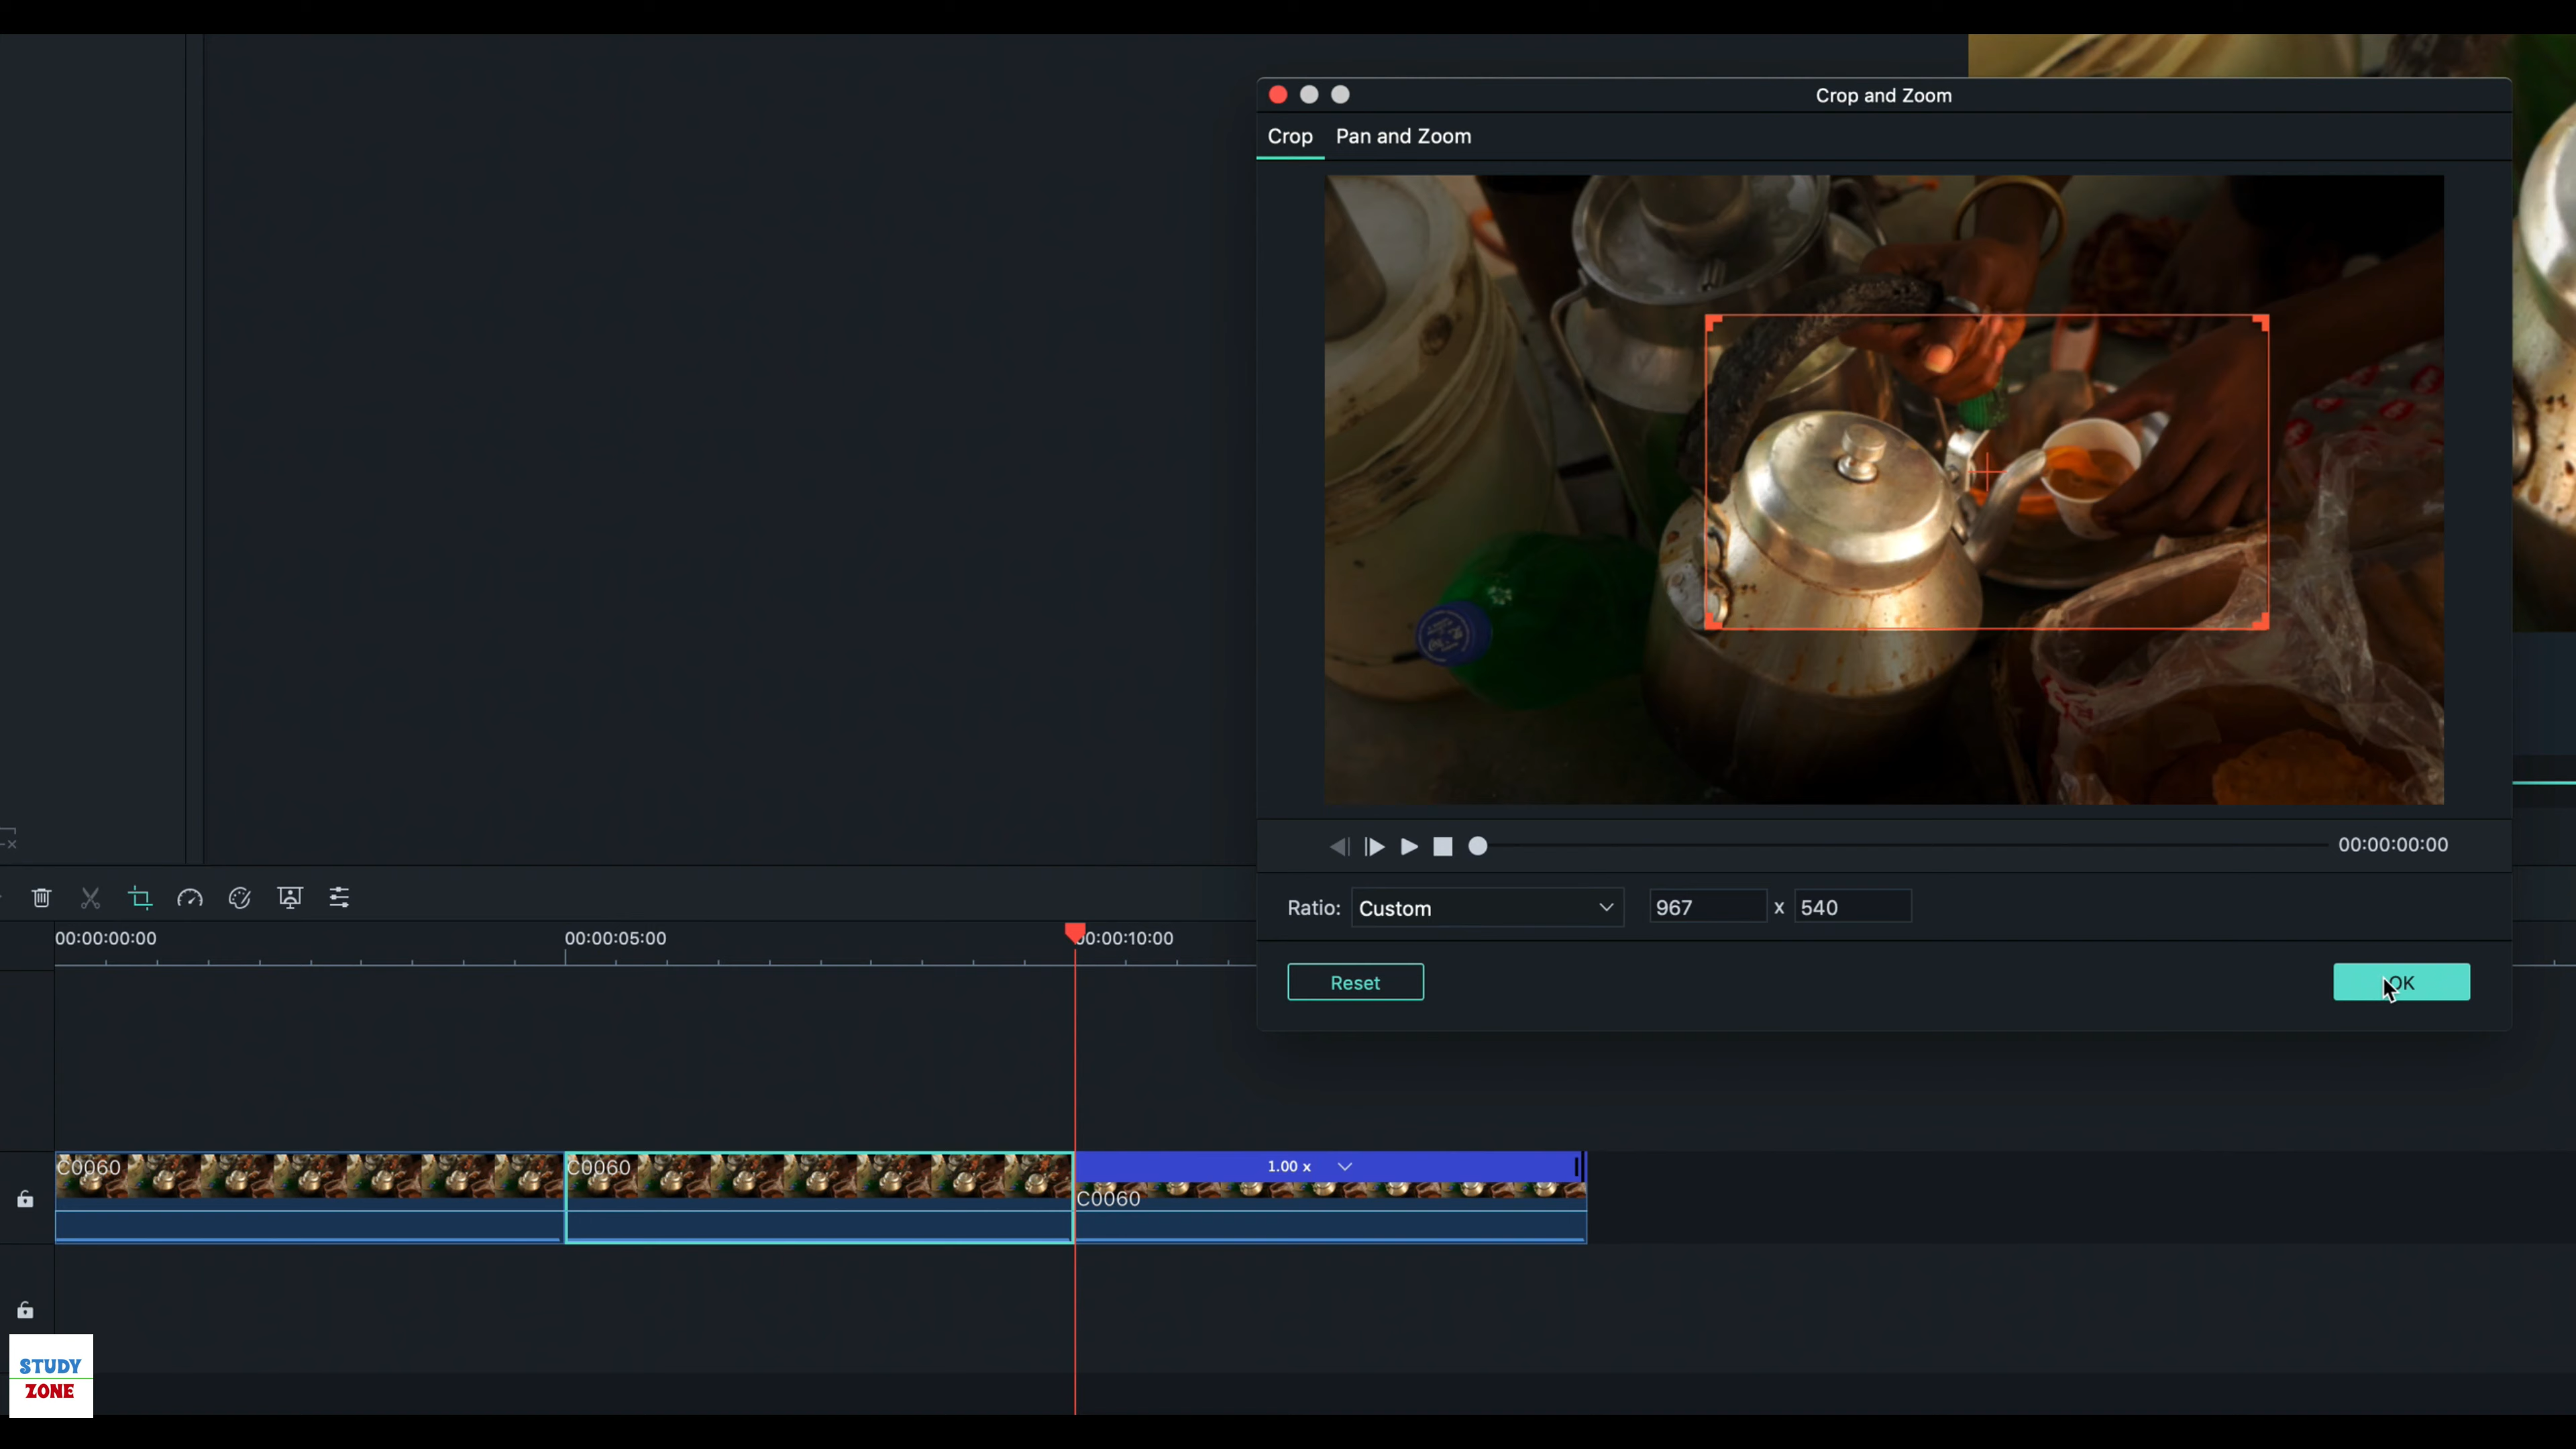 Crop and Zoom
Crop Pan and Zoom
00:00:00:00
Ratio: Custom 967 x 540
00:00:00:00 00:00:05:00 00:00:10:00
Reset OK
1.00 x
C0060 C0060 C0060
STUDY
ZONE